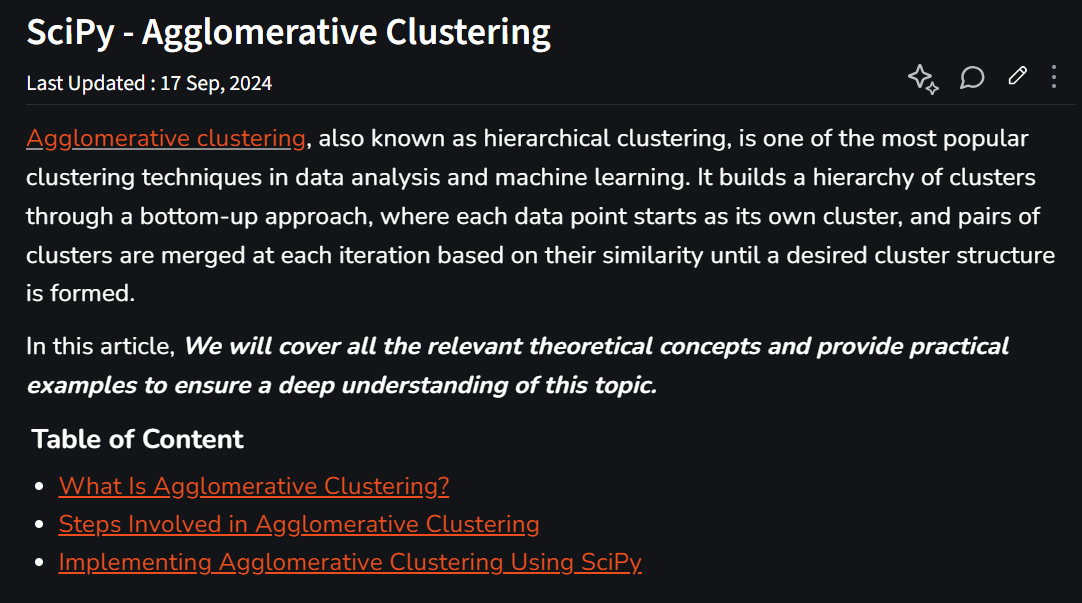 SciPy - Agglomerative Clustering
Last Updated : 17 Sep, 2024
Agglomerative clustering, also known as hierarchical clustering, is one of the most popular
clustering techniques in data analysis and machine learning. It builds a hierarchy of clusters
through a bottom-up approach, where each data point starts as its own cluster, and pairs of
clusters are merged at each iteration based on their similarity until a desired cluster structure
is formed.
In this article, We will cover all the relevant theoretical concepts and provide practical
examples to ensure a deep understanding of this topic.
Table of Content
What Is Agglomerative Clustering?
Steps Involved in Agglomerative Clustering
Implementing Agglomerative Clustering Using SciPy